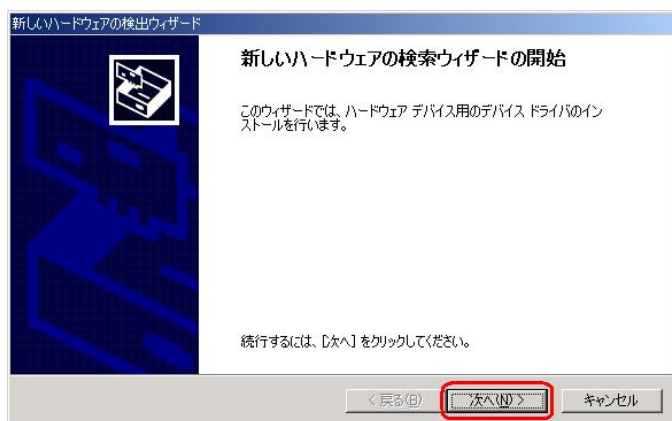 新しいハードウェアの検出ウィザード
新しいハードウェアの検索ウィザードの開始
このウィザードでは、ハードウェア デバイス用のデバイス ドライバのイン
ストールを行います。
続行するには、[次へ] をクリックしてください。
< 戻る(B)
次へ(N) >
キャンセル